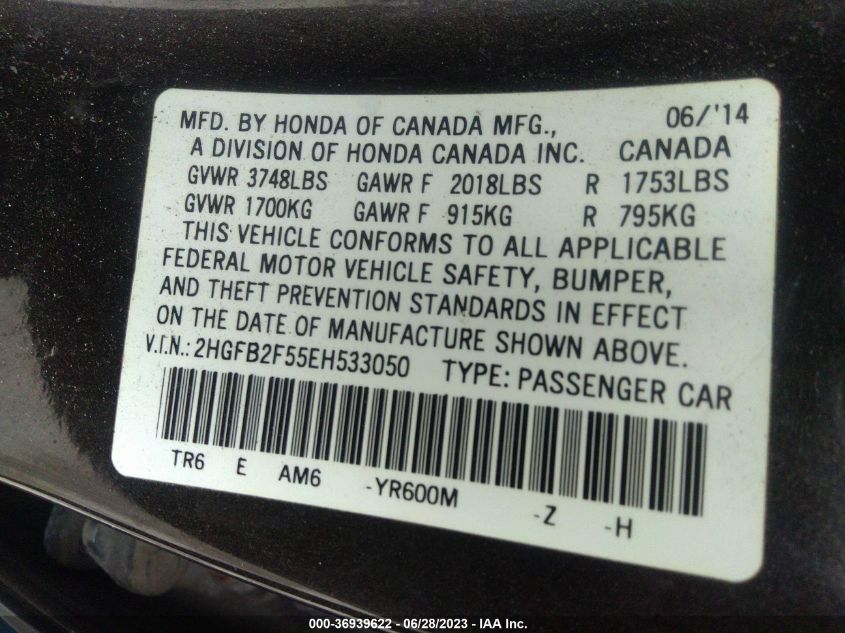 MFD. BY HONDA OF CANADA MFG., 06/'14
A DIVISION OF HONDA CANADA INC. CANADA
GVWR 3748LBS GAWR F 2018LBS R 1753LBS
GVWR 1700KG GAWR F 915KG R 795KG
THIS VEHICLE CONFORMS TO ALL APPLICABLE
FEDERAL MOTOR VEHICLE SAFETY, BUMPER,
AND THEFT PREVENTION STANDARDS IN EFFECT
ON THE DATE OF MANUFACTURE SHOWN ABOVE.
V.I.N.: 2HGFB2F55EH533050 TYPE: PASSENGER CAR
TR6 E AM6 -YR600M -Z -H
000-36939622 - 06/28/2023 - IAA Inc.